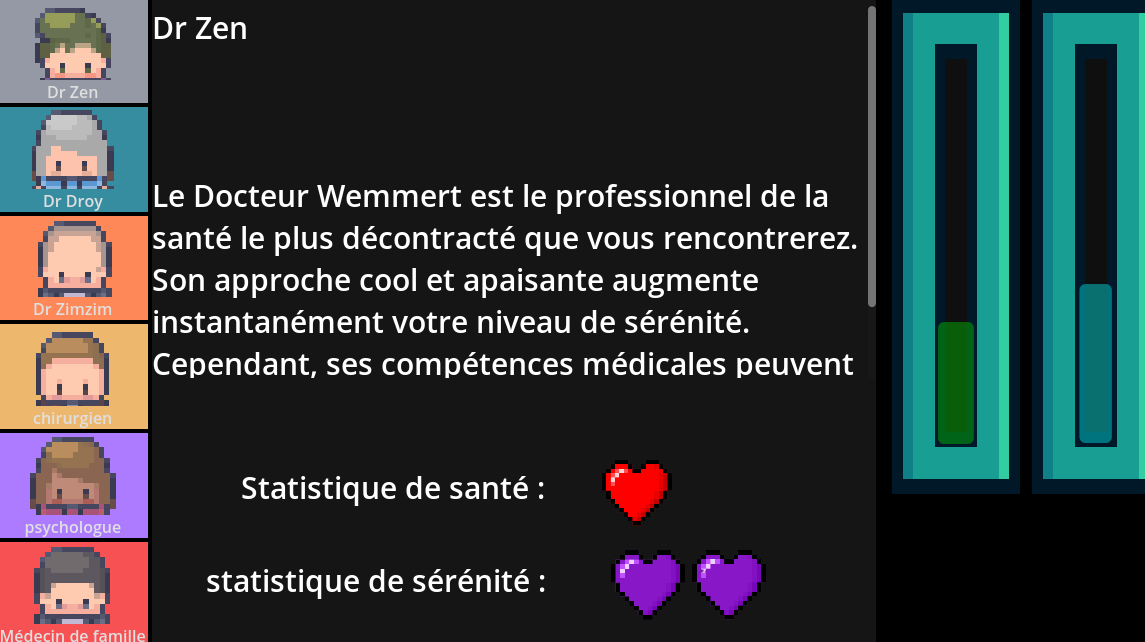 Dr Zen
Dr Droy
Dr Zimzim
chirurgien
psychologue
Médecin de famille
Dr Zen
Le Docteur Wemmert est le professionnel de la
santé le plus décontracté que vous rencontrerez.
Son approche cool et apaisante augmente
instantanément votre niveau de sérénité.
Cependant, ses compétences médicales peuvent
Statistique de santé :
statistique de sérénité :